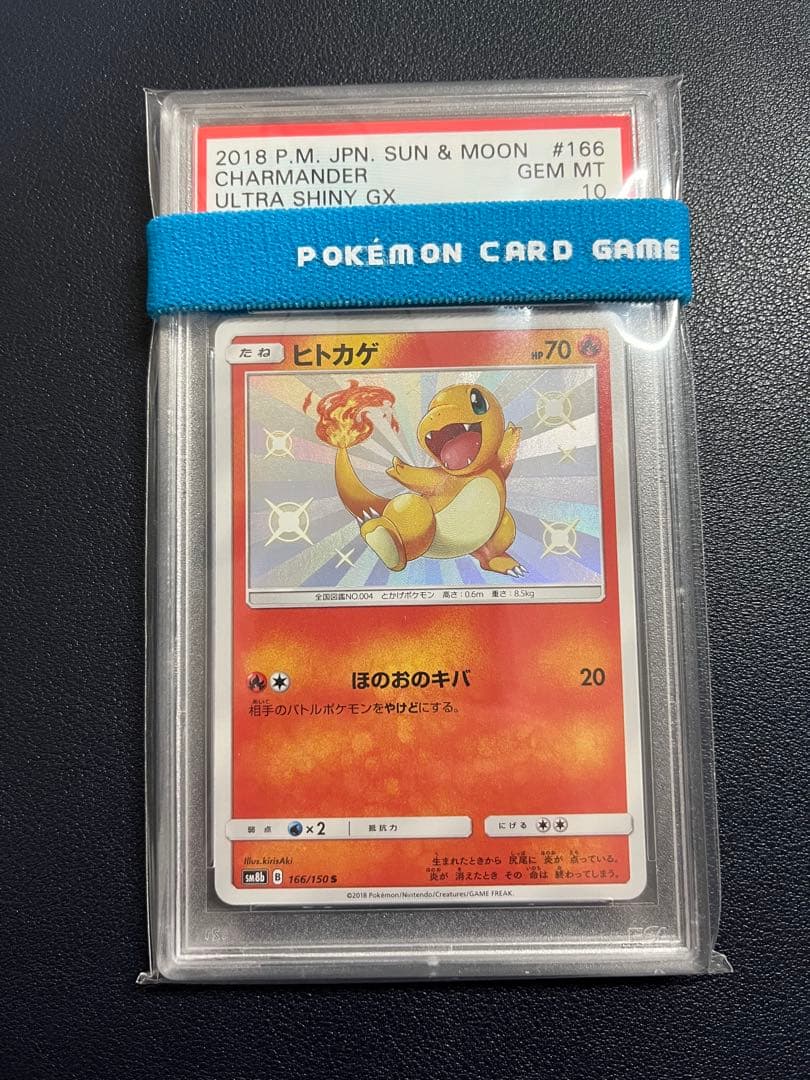 2018 P.M. JPN. SUN & MOON #166
CHARMANDER GEM MT
ULTRA SHINY GX 10
POKÉMON CARD GAME
たね ヒトカゲ HP70
全国図鑑NO.004 とかげポケモン 高さ:0.6m 重さ:8.5kg
ほのおのキバ 20
相手のバトルポケモンをやけどにする。
弱点 ×2 抵抗力 にげる
Illus.kirisAki
生まれたときから 尻尾に 炎が 点っている。
炎が 消えたとき その 命は 終わってしまう。
SM8b B 166/150 S
©2018 Pokémon/Nintendo/Creatures/GAME FREAK.